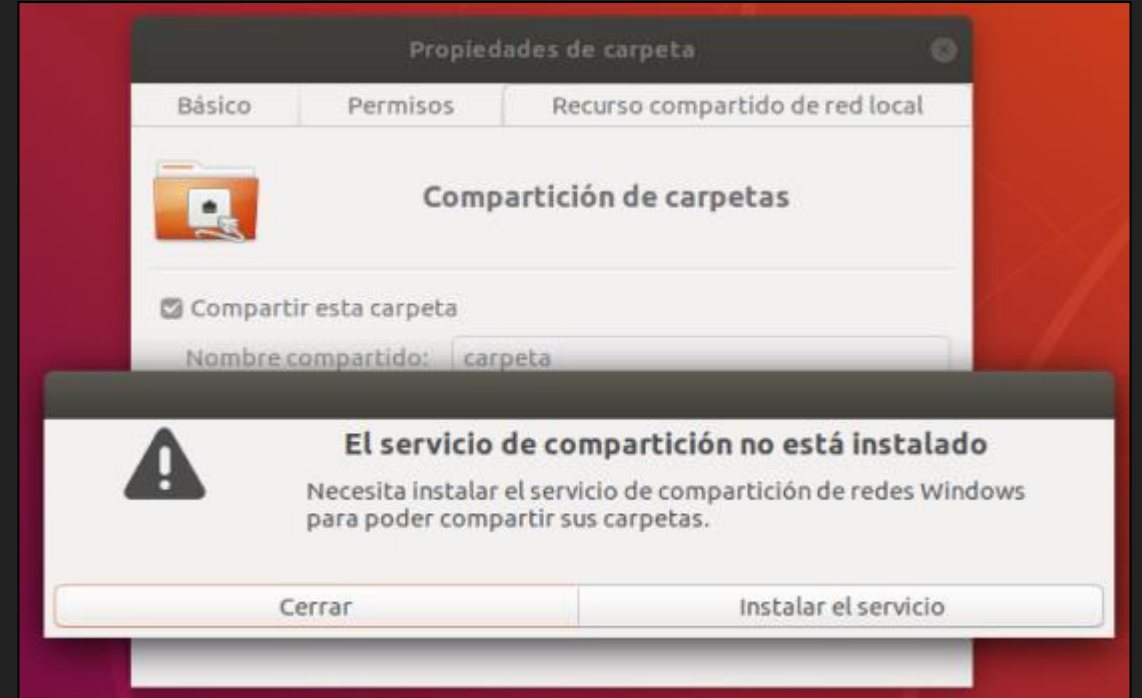 Propiedades de carpeta
Básico
Permisos
Recurso compartido de red local
Compartición de carpetas
Compartir esta carpeta
Nombre compartido: carpeta
El servicio de compartición no está instalado
Necesita instalar el servicio de compartición de redes Windows
para poder compartir sus carpetas.
Cerrar
Instalar el servicio